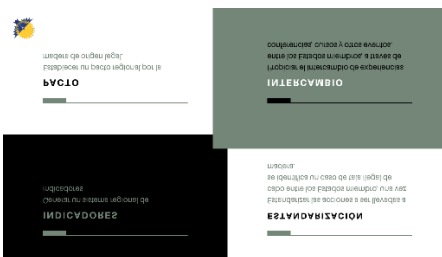 INDICADORES
Generar un sistema regional de
indicadores
ESTANDARIZACIÓN
Estandarizar las acciones a ser llevadas a
cabo entre los Estados miembro, una vez
se identifica un caso de tala ilegal de
madera.
PACTO
Establecer un pacto regional por la
madera de origen legal.
INTERCAMBIO
Propiciar el intercambio de experiencias
entre los Estados miembros, a través de
conferencias, cursos y otros eventos.